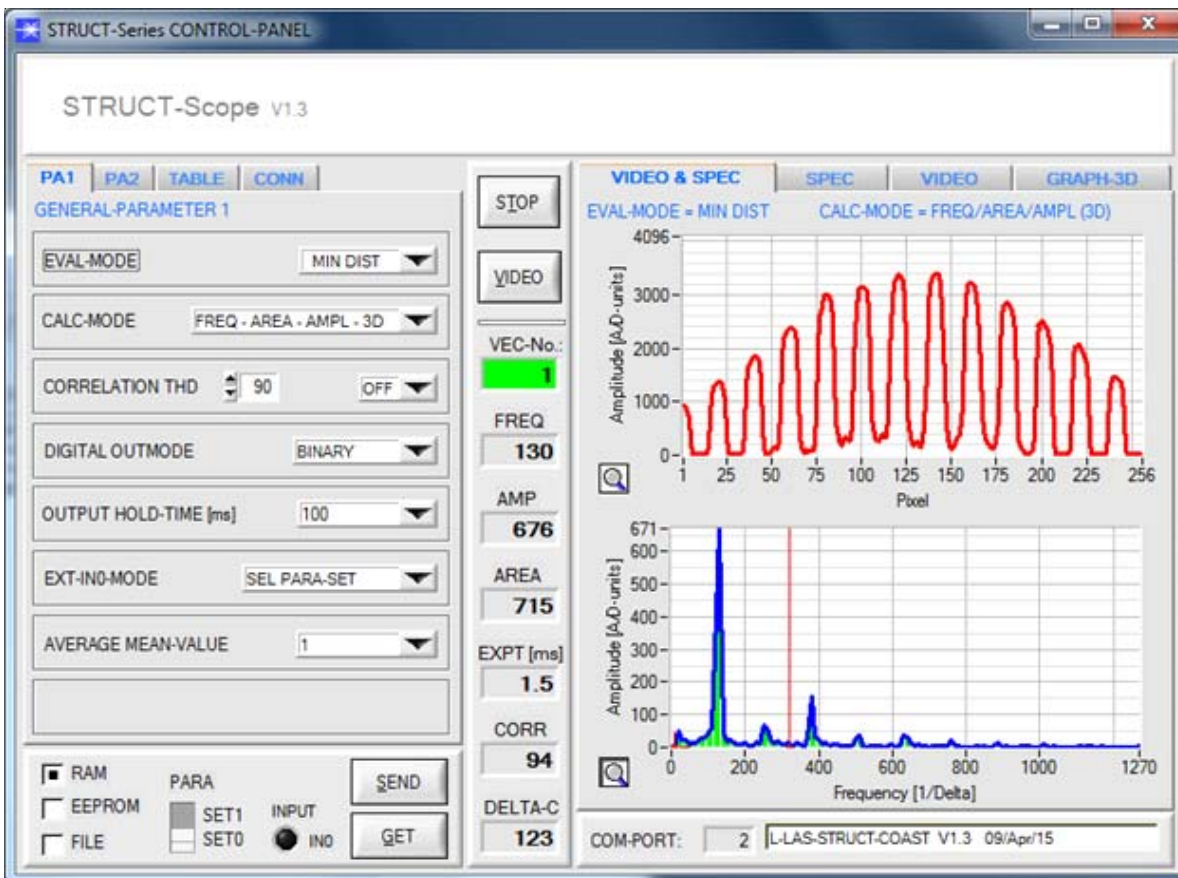 STRUCT-Series CONTROL-PANEL
STRUCT-Scope V1.3
PA1 PA2 TABLE CONN
GENERAL-PARAMETER 1
EVAL-MODE MIN DIST
CALC-MODE FREQ - AREA - AMPL - 3D
CORRELATION THD 90 OFF
DIGITAL OUTMODE BINARY
OUTPUT HOLD-TIME [ms] 100
EXT-IN0-MODE SEL PARA-SET
AVERAGE MEAN-VALUE 1
RAM
EEPROM
FILE
PARA
SET1
SET0
INPUT
IN0
SEND
GET
STOP
VIDEO
VEC-No.:
1
FREQ
130
AMP
676
AREA
715
EXPT [ms]
1.5
CORR
94
DELTA-C
123
VIDEO & SPEC SPEC VIDEO GRAPH-3D
EVAL-MODE = MIN DIST CALC-MODE = FREQ/AREA/AMPL (3D)
Amplitude [A/D-units]
4096
3000
2000
1000
0
1 25 50 75 100 125 150 175 200 225 256
Pixel
Amplitude [A/D-units]
671
600
500
400
300
200
100
0
0 200 400 600 800 1000 1270
Frequency [1/Delta]
COM-PORT: 2 L-LAS-STRUCT-COAST V1.3 09/Apr/15